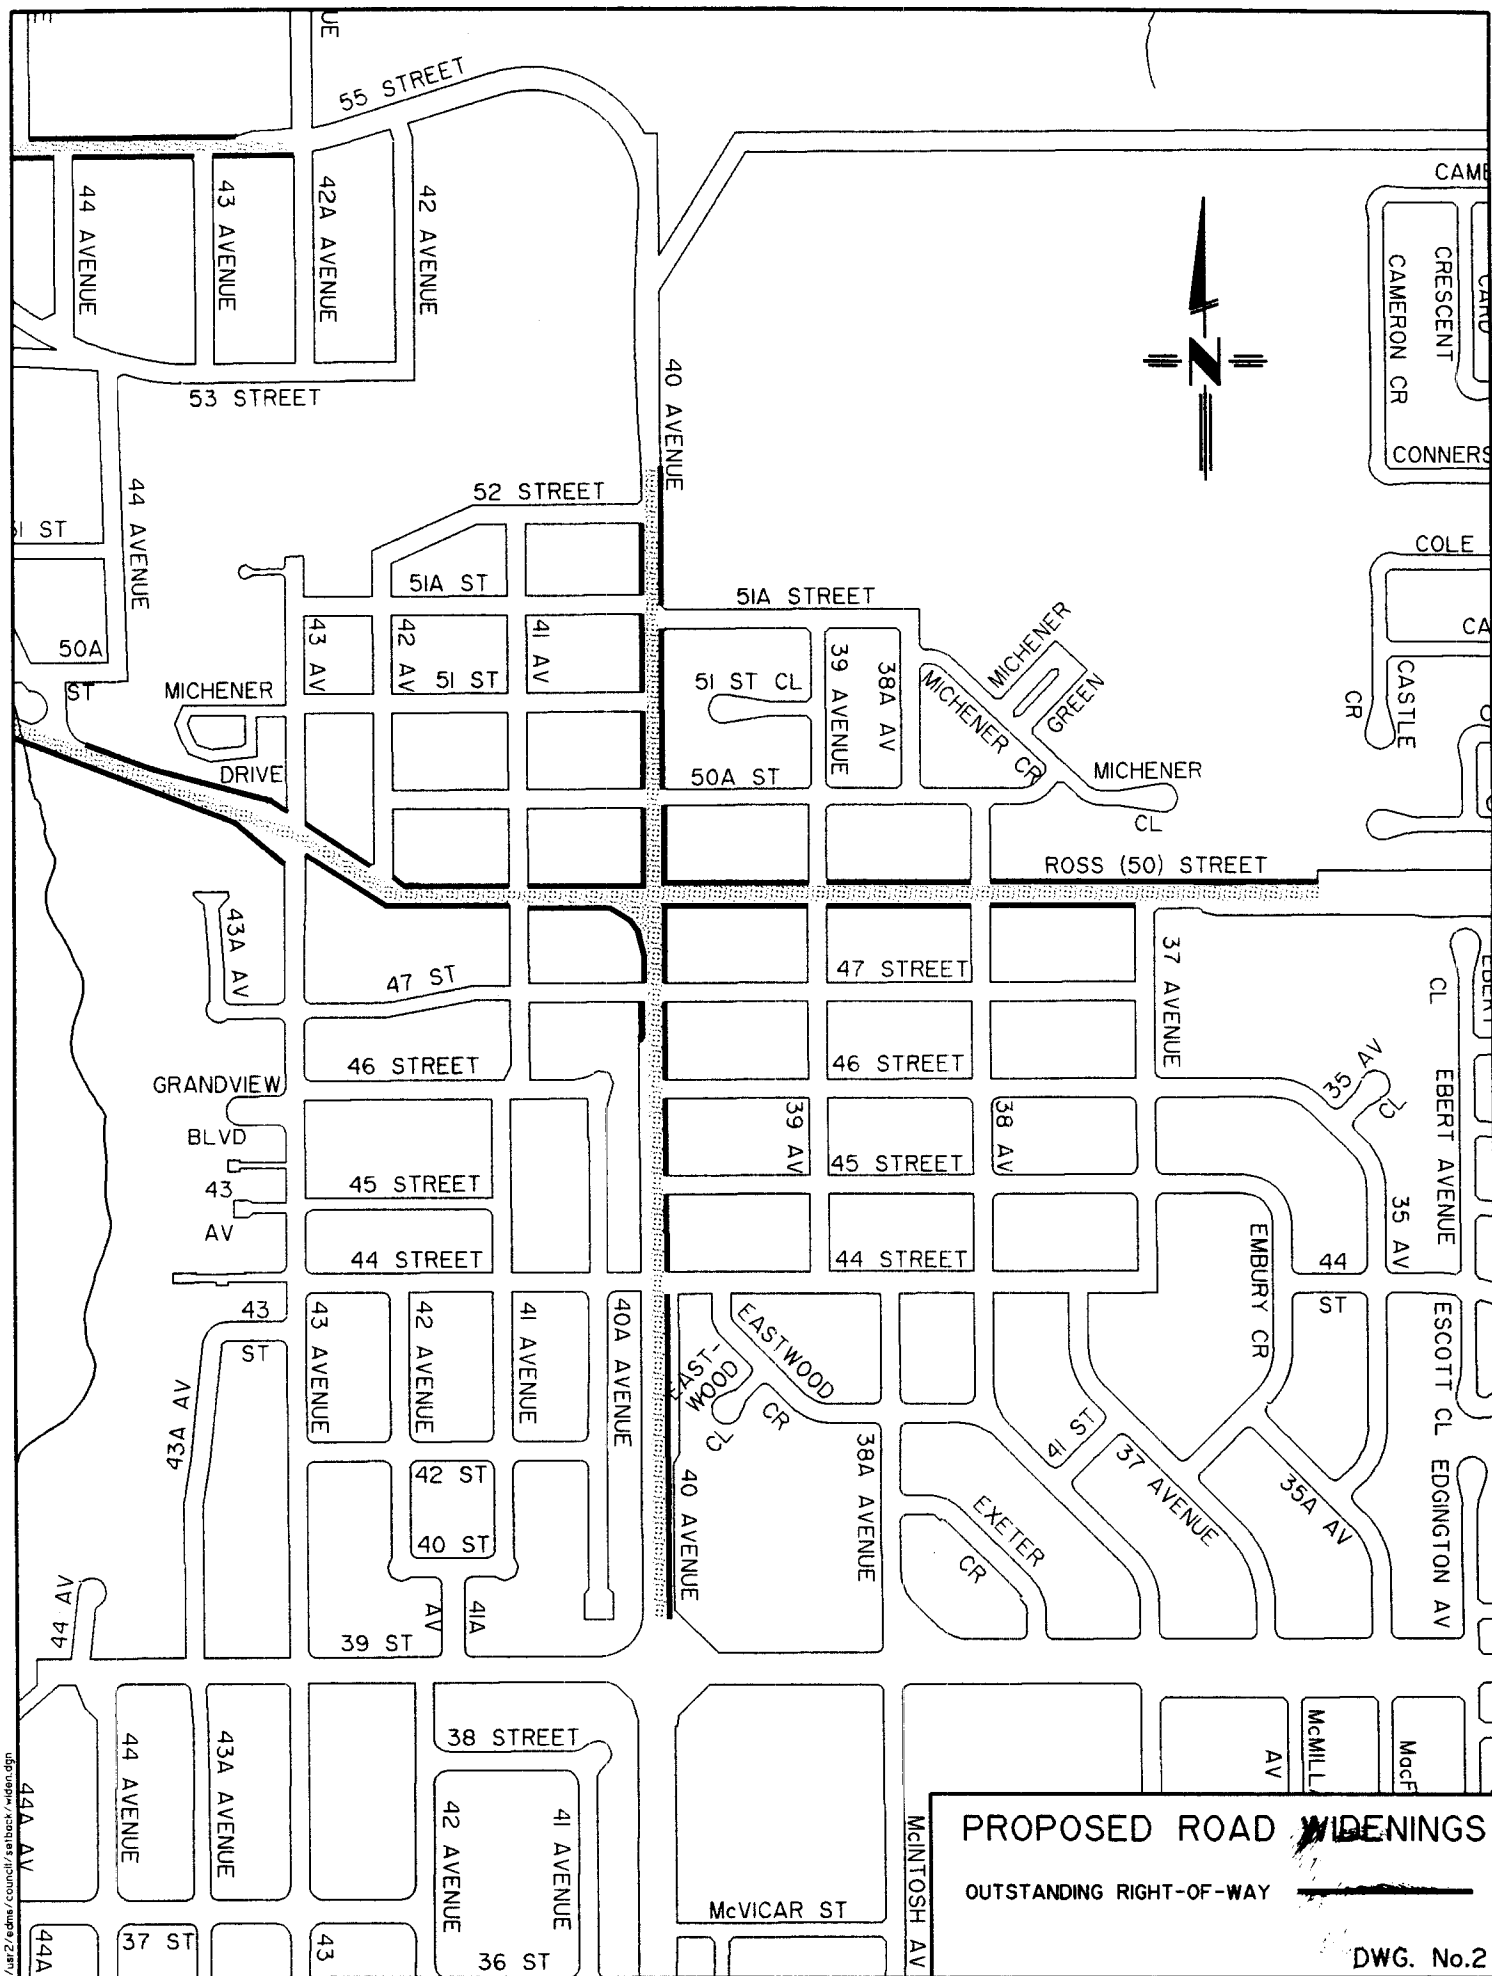 UE
55 STREET
CAME
44 AVENUE
43 AVENUE
42A AVENUE
42 AVENUE
CAMERON CR
CRESCENT
N
40 AVENUE
53 STREET
CONNERS
52 STREET
44 AVENUE
51 ST
COLE
51A ST
51A STREET
43 AV
42 AV
41 AV
51 ST
MICHENER
GREEN
50A
ST
MICHENER
DRIVE
51 ST CL
39 AVENUE
38A AV
MICHENER CR
CASTLE
CR
CA
50A ST
MICHENER
CL
ROSS (50) STREET
43A AV
47 ST
47 STREET
37 AVENUE
CL
46 STREET
46 STREET
GRANDVIEW
BLVD
35 AV
CL
EBERT AVENUE
39 AV
38 AV
45 STREET
45 STREET
43
AV
35 AV
44 STREET
44 STREET
EMBURY CR
44
ST
43
ST
43 AVENUE
42 AVENUE
41 AVENUE
40A AVENUE
EASTWOOD
CR
EAST-
WOOD
CL
ESCOTT CL
43A AV
38A AVENUE
41 ST
37 AVENUE
35A AV
EDGINGTON AV
42 ST
40 AVENUE
EXETER
CR
40 ST
44 AV
41A
AV
39 ST
38 STREET
44 AVENUE
43A AVENUE
AV
McMILL
MacF
44A AV
42 AVENUE
41 AVENUE
McINTOSH AV
McVICAR ST
37 ST
44A
43
36 ST
PROPOSED ROAD WIDENINGS
OUTSTANDING RIGHT-OF-WAY
DWG. No.2